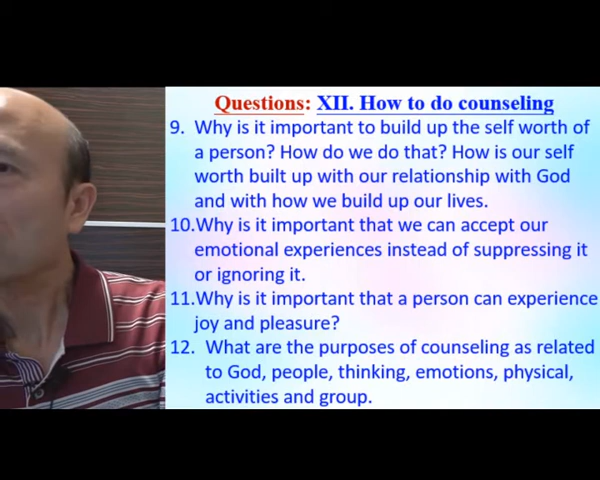 Questions: XII. How to do counseling
9. Why is it important to build up the self worth of
a person? How do we do that? How is our self
worth built up with our relationship with God
and with how we build up our lives.
10.Why is it important that we can accept our
emotional experiences instead of suppressing it
or ignoring it.
11.Why is it important that a person can experience
joy and pleasure?
12. What are the purposes of counseling as related
to God, people, thinking, emotions, physical,
activities and group.